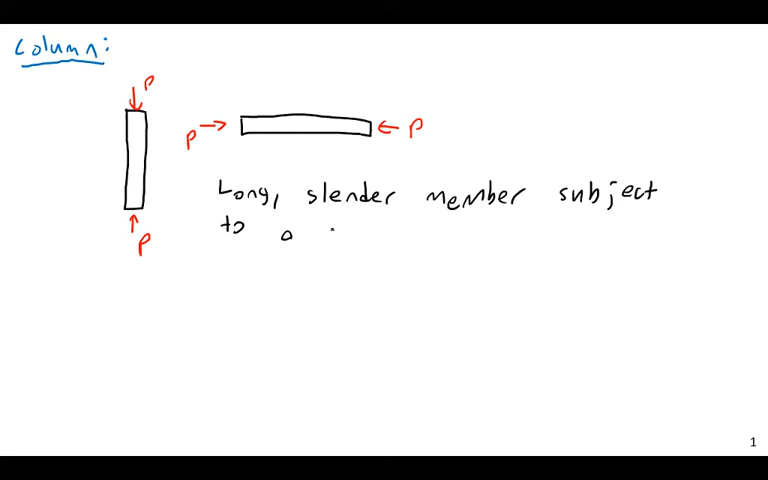 Column:
P
P → ← P
Long, slender member subject
to a
P
1